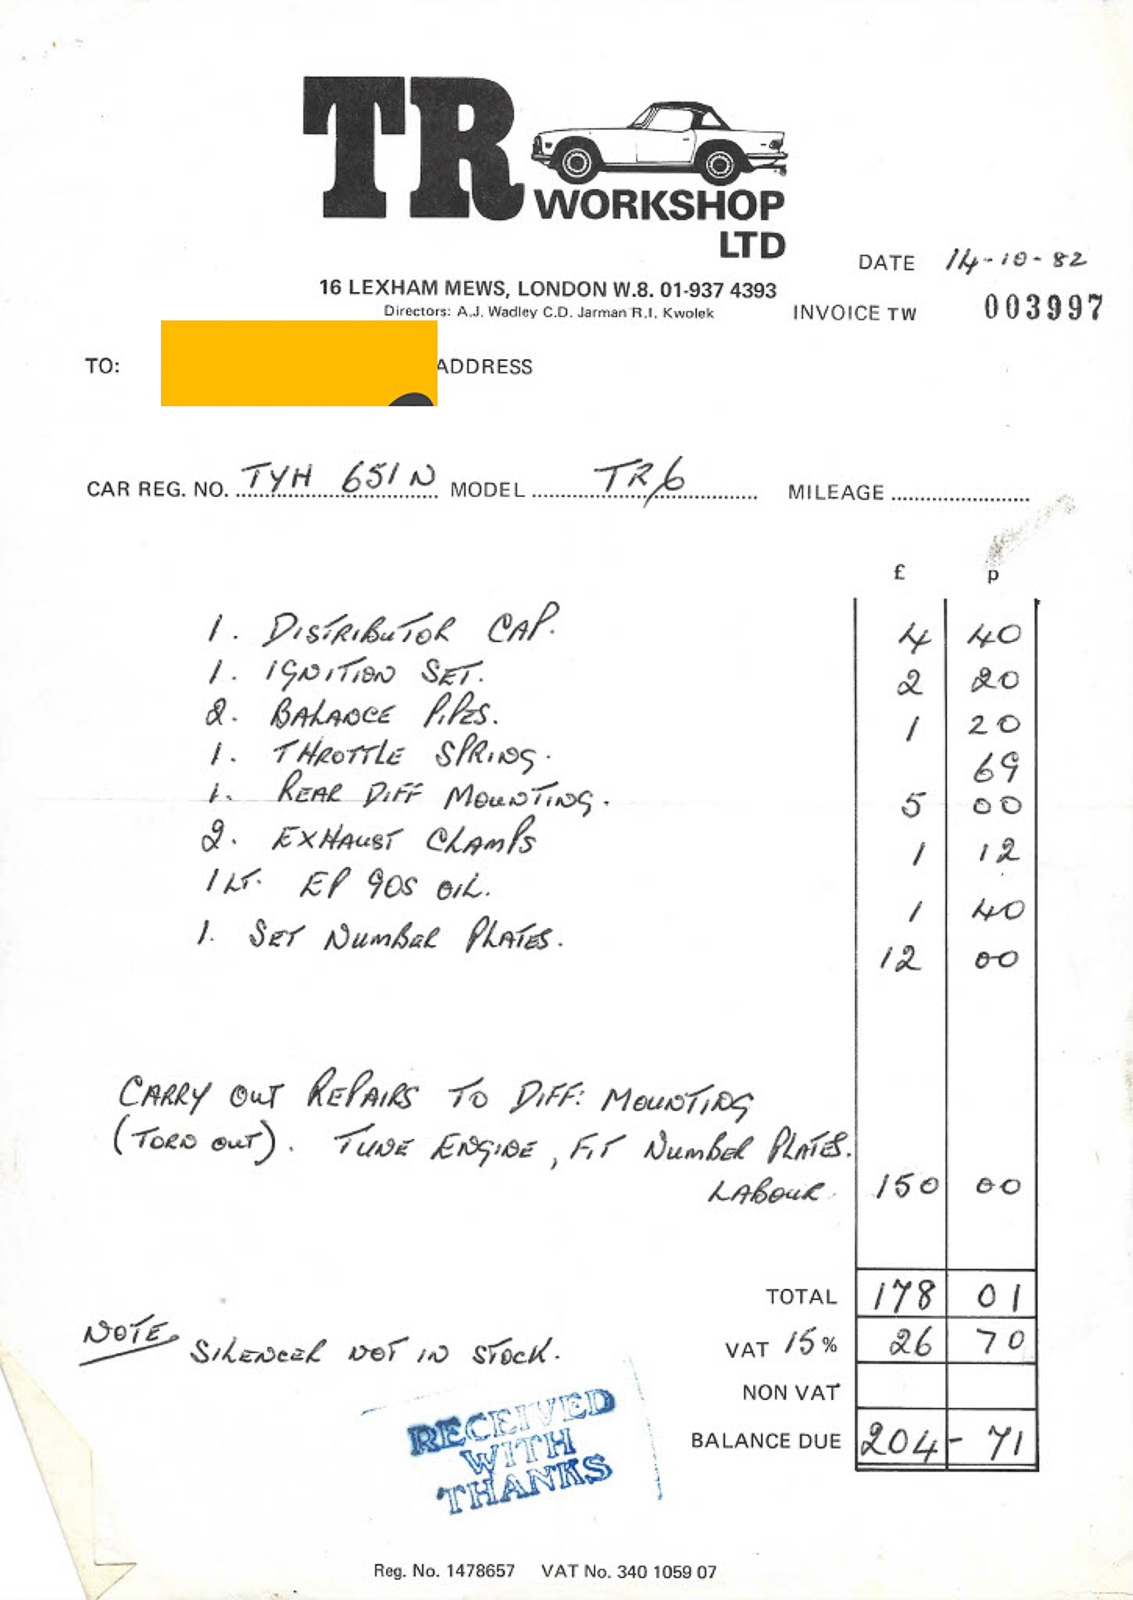 TR
WORKSHOP
LTD
16 LEXHAM MEWS, LONDON W.8. 01-937 4393
Directors: A.J. Wadley C.D. Jarman R.I. Kwolek
DATE 14-10-82
INVOICE TW 003997
TO: ADDRESS
CAR REG. NO. TYH 651N MODEL TR6 MILEAGE
£ p
1. DISTRIBUTOR CAP. 4 40
1. IGNITION SET. 2 20
2. BALANCE PIPES. 1 20
1. THROTTLE SPRING. 69
1. REAR DIFF MOUNTING. 5 00
2. EXHAUST CLAMPS 1 12
1 LT. EP 90S OIL. 1 40
1. SET NUMBER PLATES. 12 00
CARRY OUT REPAIRS TO DIFF: MOUNTING
(TORN OUT). TUNE ENGINE, FIT NUMBER PLATES.
LABOUR. 150 00
TOTAL 178 01
NOTE SILENCER NOT IN STOCK.
VAT 15% 26 70
NON VAT
BALANCE DUE 204-71
RECEIVED
WITH
THANKS
Reg. No. 1478657 VAT No. 340 1059 07